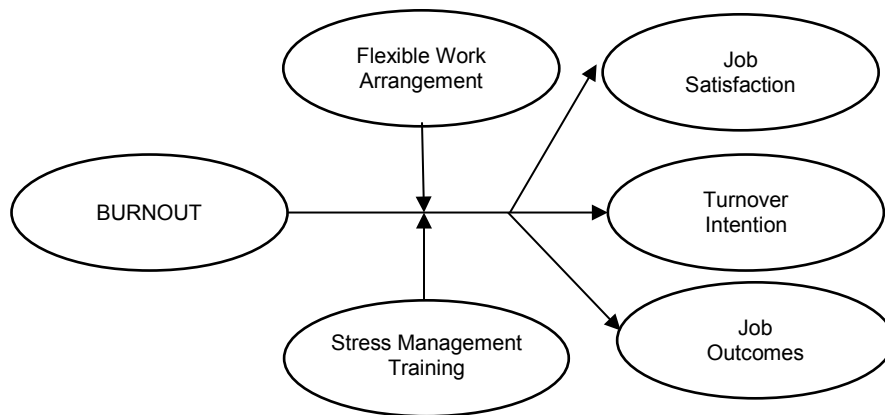 Flexible Work
Arrangement
Job
Satisfaction
BURNOUT
Turnover
Intention
Stress Management
Training
Job
Outcomes